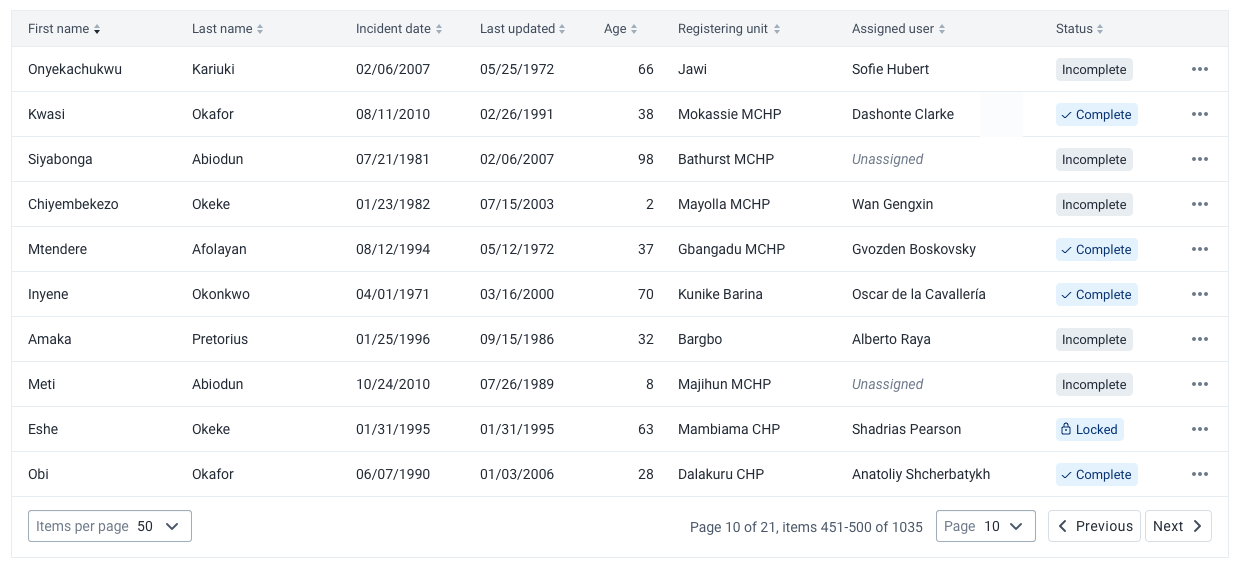 First name Last name Incident date Last updated Age Registering unit Assigned user Status
Onyekachukwu Kariuki 02/06/2007 05/25/1972 66 Jawi Sofie Hubert Incomplete
Kwasi Okafor 08/11/2010 02/26/1991 38 Mokassie MCHP Dashonte Clarke Complete
Siyabonga Abiodun 07/21/1981 02/06/2007 98 Bathurst MCHP Unassigned Incomplete
Chiyembekezo Okeke 01/23/1982 07/15/2003 2 Mayolla MCHP Wan Gengxin Incomplete
Mtendere Afolayan 08/12/1994 05/12/1972 37 Gbangadu MCHP Gvozden Boskovsky Complete
Inyene Okonkwo 04/01/1971 03/16/2000 70 Kunike Barina Oscar de la Cavallería Complete
Amaka Pretorius 01/25/1996 09/15/1986 32 Bargbo Alberto Raya Incomplete
Meti Abiodun 10/24/2010 07/26/1989 8 Majihun MCHP Unassigned Incomplete
Eshe Okeke 01/31/1995 01/31/1995 63 Mambiama CHP Shadrias Pearson Locked
Obi Okafor 06/07/1990 01/03/2006 28 Dalakuru CHP Anatoliy Shcherbatykh Complete
Items per page 50 Page 10 of 21, items 451-500 of 1035 Page 10 Previous Next